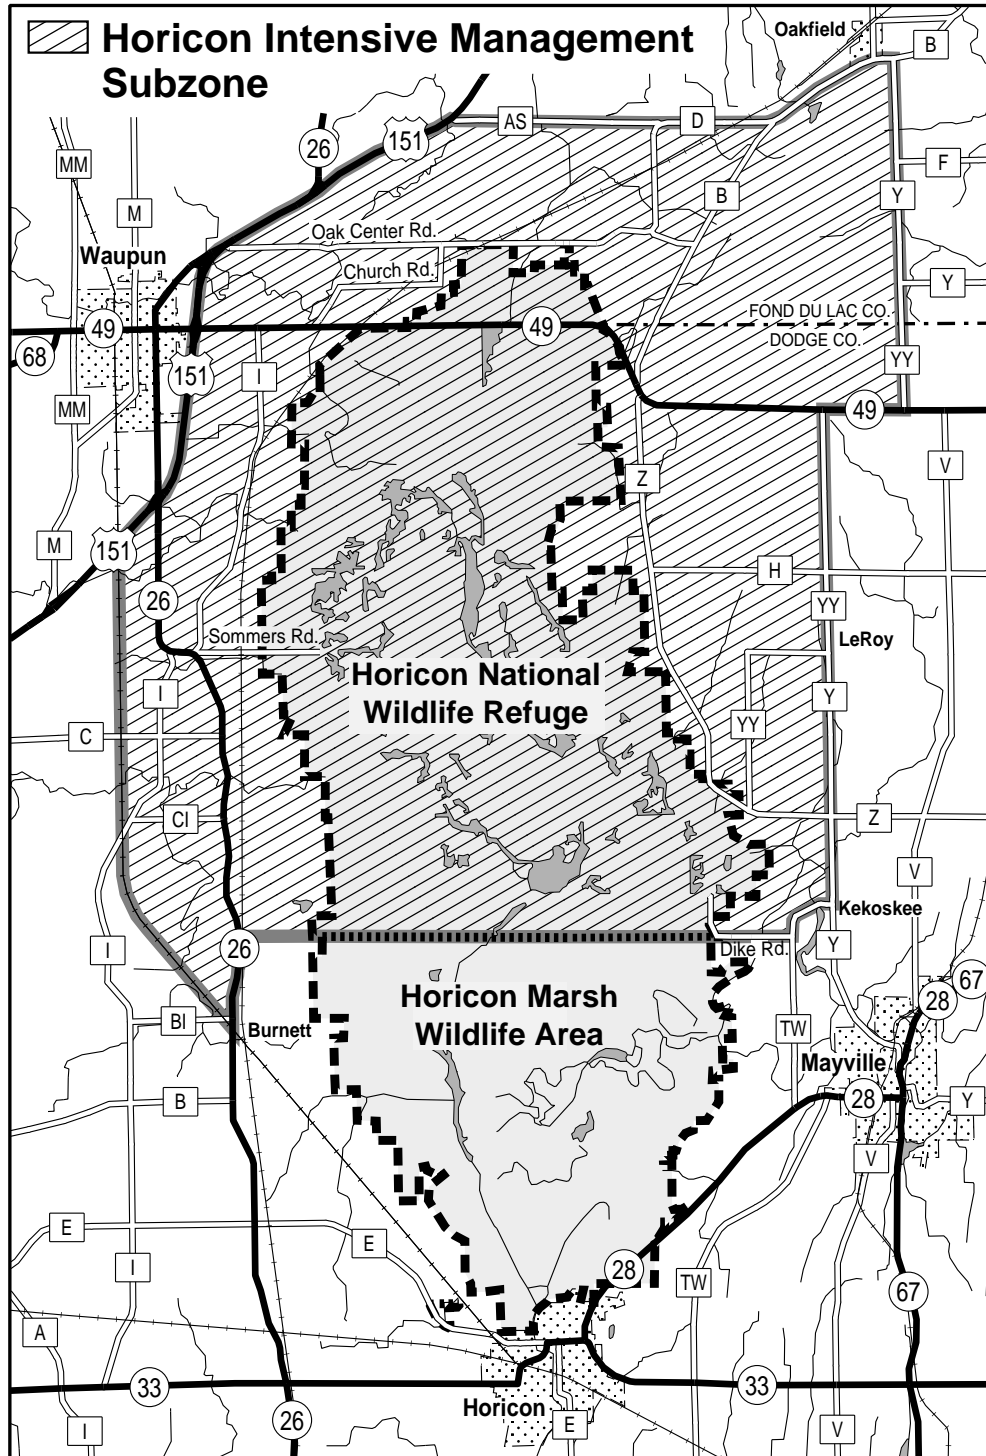 Horicon Intensive Management
Subzone
Oakfield
B
AS
D
151
26
MM
F
B
Y
M
Oak Center Rd.
Waupun
Church Rd.
Y
FOND DU LAC CO.
49
49
DODGE CO.
68
151
I
YY
MM
49
V
Z
M
151
H
26
YY
Sommers Rd.
LeRoy
Horicon National
Wildlife Refuge
I
Y
YY
C
CI
Z
V
Kekoskee
I
26
Dike Rd.
Y
67
28
Horicon Marsh
Wildlife Area
BI
Burnett
TW
Mayville
B
28
Y
V
E
E
I
28
TW
67
A
33
33
Horicon
26
E
I
V